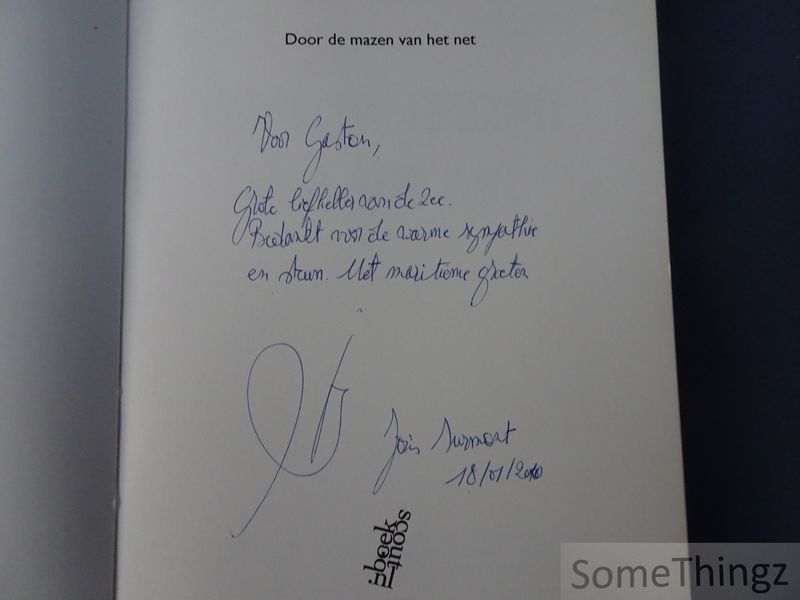 Door de mazen van het net
Voor Gaston,
Grote liefhebber van de zee.
Bedankt voor de warme sympathie
en steun. Met maritieme groeten
Joris Surmont
18/01/2010
boek
scout
SomeThingz